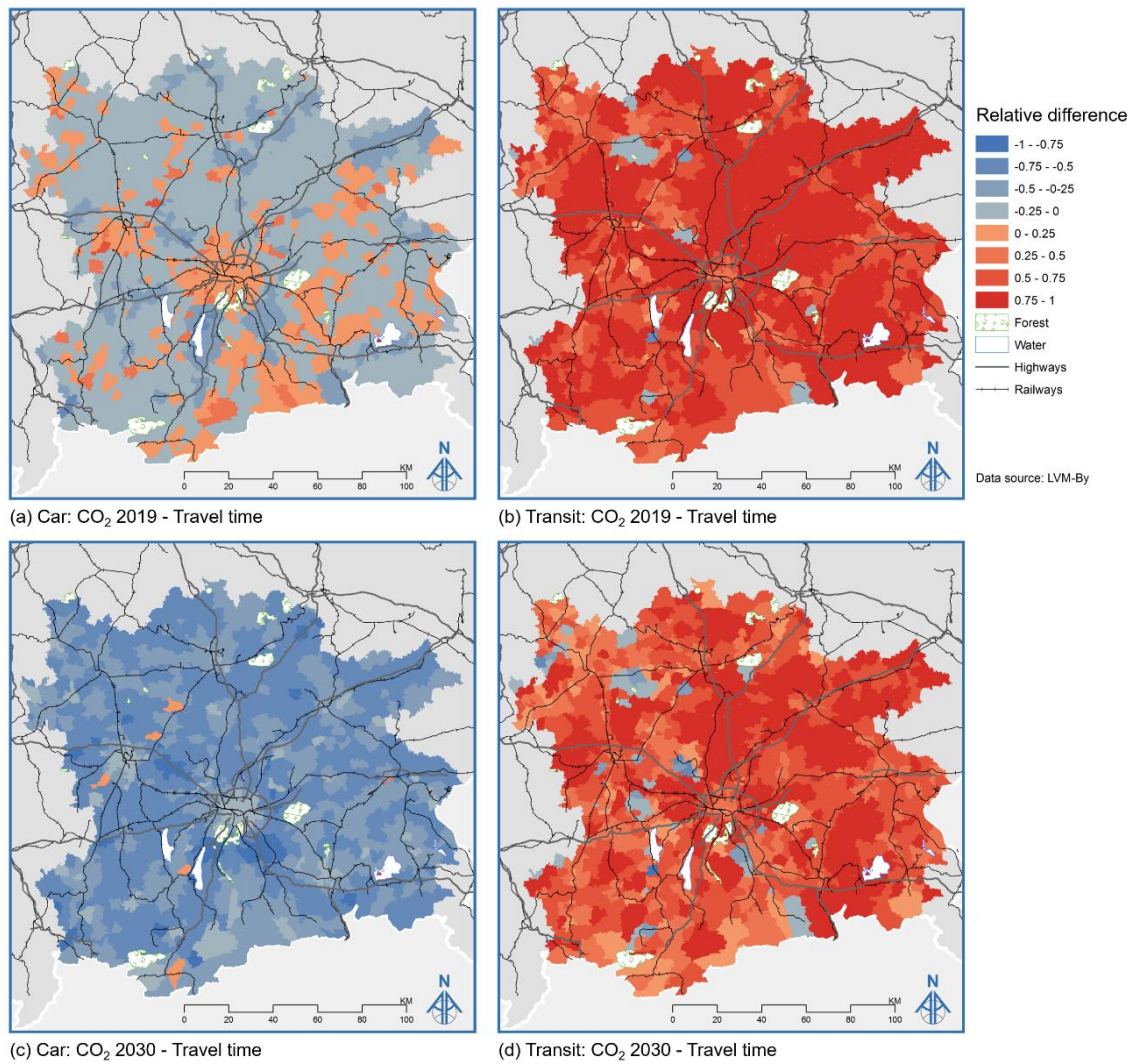 N
KM
0 20 40 60 80 100
(a) Car: CO₂ 2019 - Travel time
N
KM
0 20 40 60 80 100
(b) Transit: CO₂ 2019 - Travel time
Relative difference
-1 - -0.75
-0.75 - -0.5
-0.5 - -0.25
-0.25 - 0
0 - 0.25
0.25 - 0.5
0.5 - 0.75
0.75 - 1
Forest
Water
Highways
Railways
Data source: LVM-By
N
KM
0 20 40 60 80 100
(c) Car: CO₂ 2030 - Travel time
N
KM
0 20 40 60 80 100
(d) Transit: CO₂ 2030 - Travel time